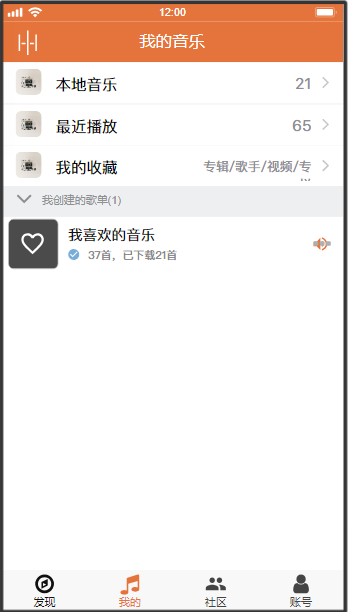 12:00
我的音乐
本地音乐 21
最近播放 65
我的收藏 专辑/歌手/视频/专
我创建的歌单(1)
我喜欢的音乐
37首，已下载21首
发现 我的 社区 账号